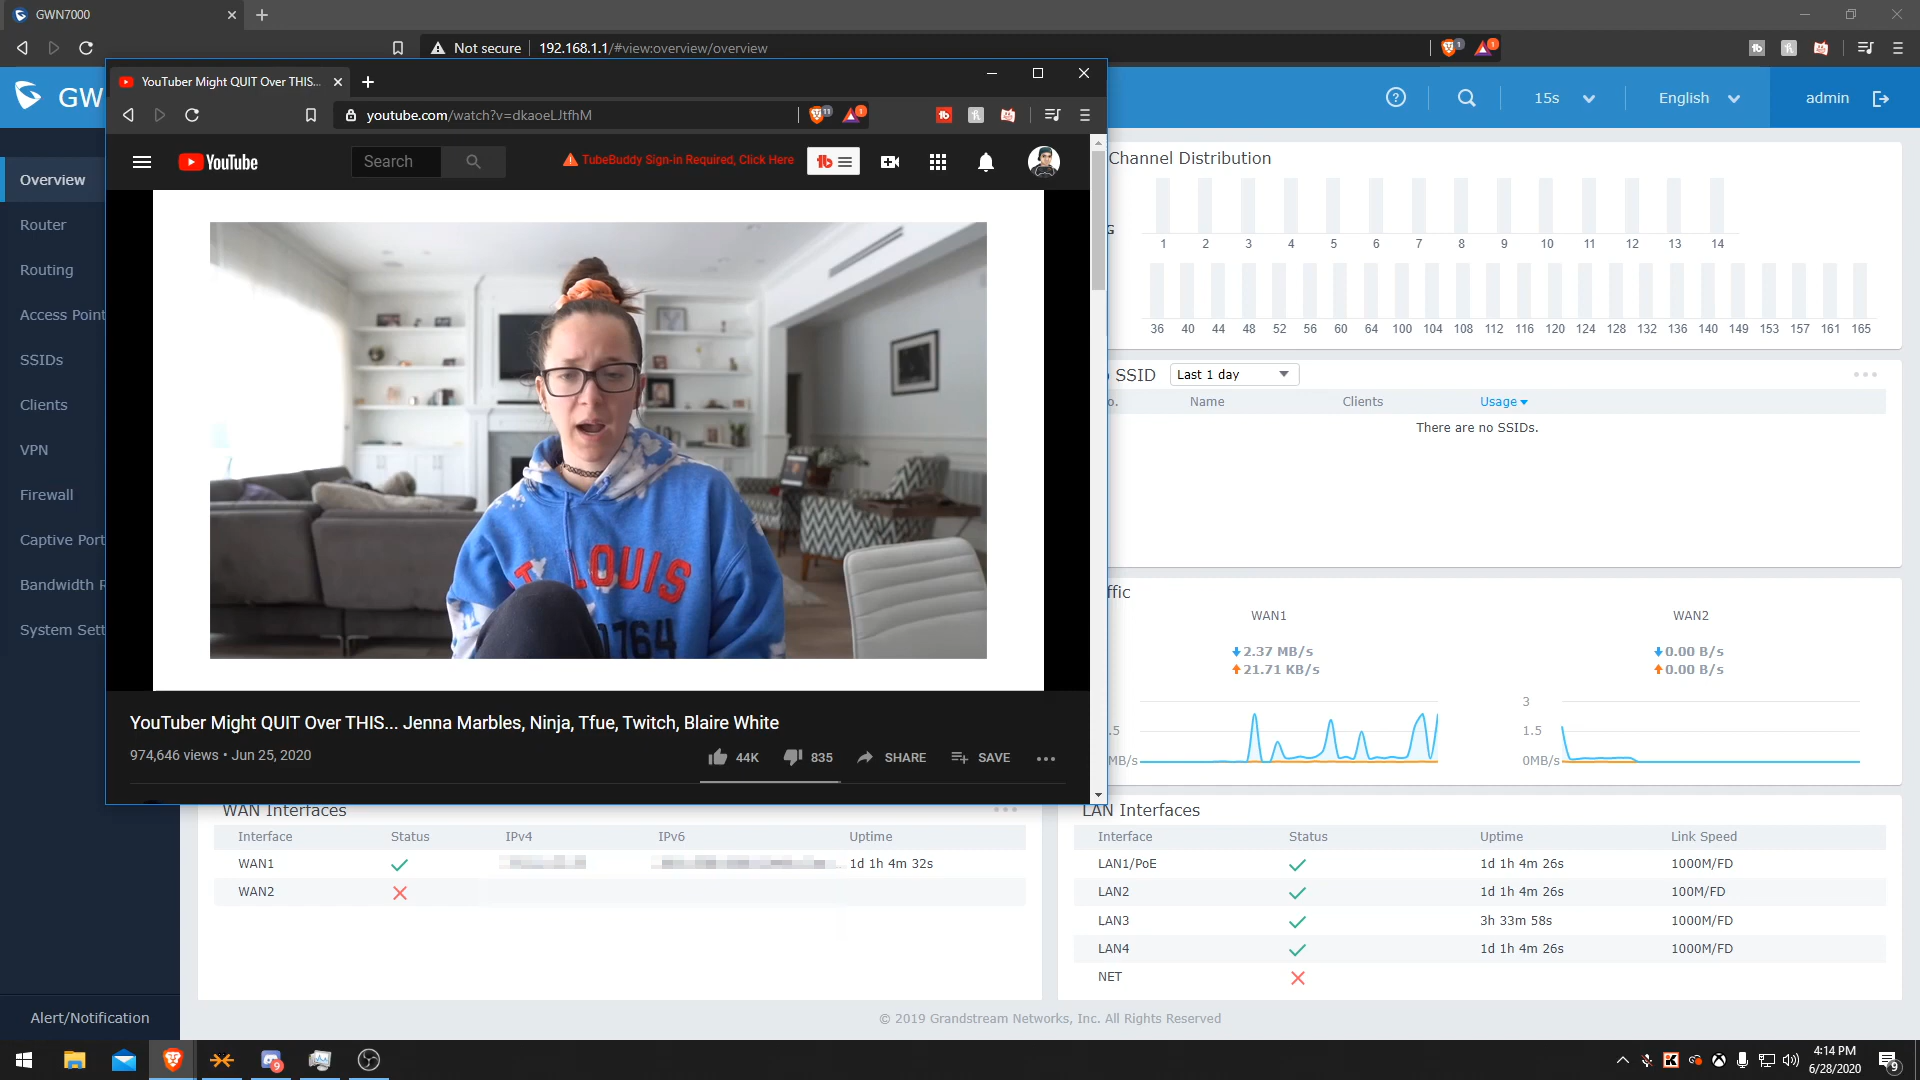 GWN7000
Not secure
192.168.1.1/#view:overview/overview
1
1
YouTuber Might QUIT Over THIS...
youtube.com/watch?v=dkaoeLJtfhM
11
1
GW
15s
English
admin
YouTube
Search
TubeBuddy Sign-in Required, Click Here
Overview
Router
Routing
Access Point
SSIDs
Clients
VPN
Firewall
Captive Port
Bandwidth R
System Sett
Alert/Notification
LOUIS
1764
YouTuber Might QUIT Over THIS... Jenna Marbles, Ninja, Tfue, Twitch, Blaire White
974,646 views • Jun 25, 2020
44K
835
SHARE
SAVE
Channel Distribution
G
1 2 3 4 5 6 7 8 9 10 11 12 13 14
36 40 44 48 52 56 60 64 100 104 108 112 116 120 124 128 132 136 140 149 153 157 161 165
SSID
Last 1 day
o. Name Clients Usage
There are no SSIDs.
ffic
WAN1
2.37 MB/s
21.71 KB/s
.5
MB/s
WAN2
0.00 B/s
0.00 B/s
3
1.5
0MB/s
WAN Interfaces
Interface Status IPv4 IPv6 Uptime
WAN1 1d 1h 4m 32s
WAN2
LAN Interfaces
Interface Status Uptime Link Speed
LAN1/PoE 1d 1h 4m 26s 1000M/FD
LAN2 1d 1h 4m 26s 100M/FD
LAN3 3h 33m 58s 1000M/FD
LAN4 1d 1h 4m 26s 1000M/FD
NET
© 2019 Grandstream Networks, Inc. All Rights Reserved
9
4:14 PM
6/28/2020
9